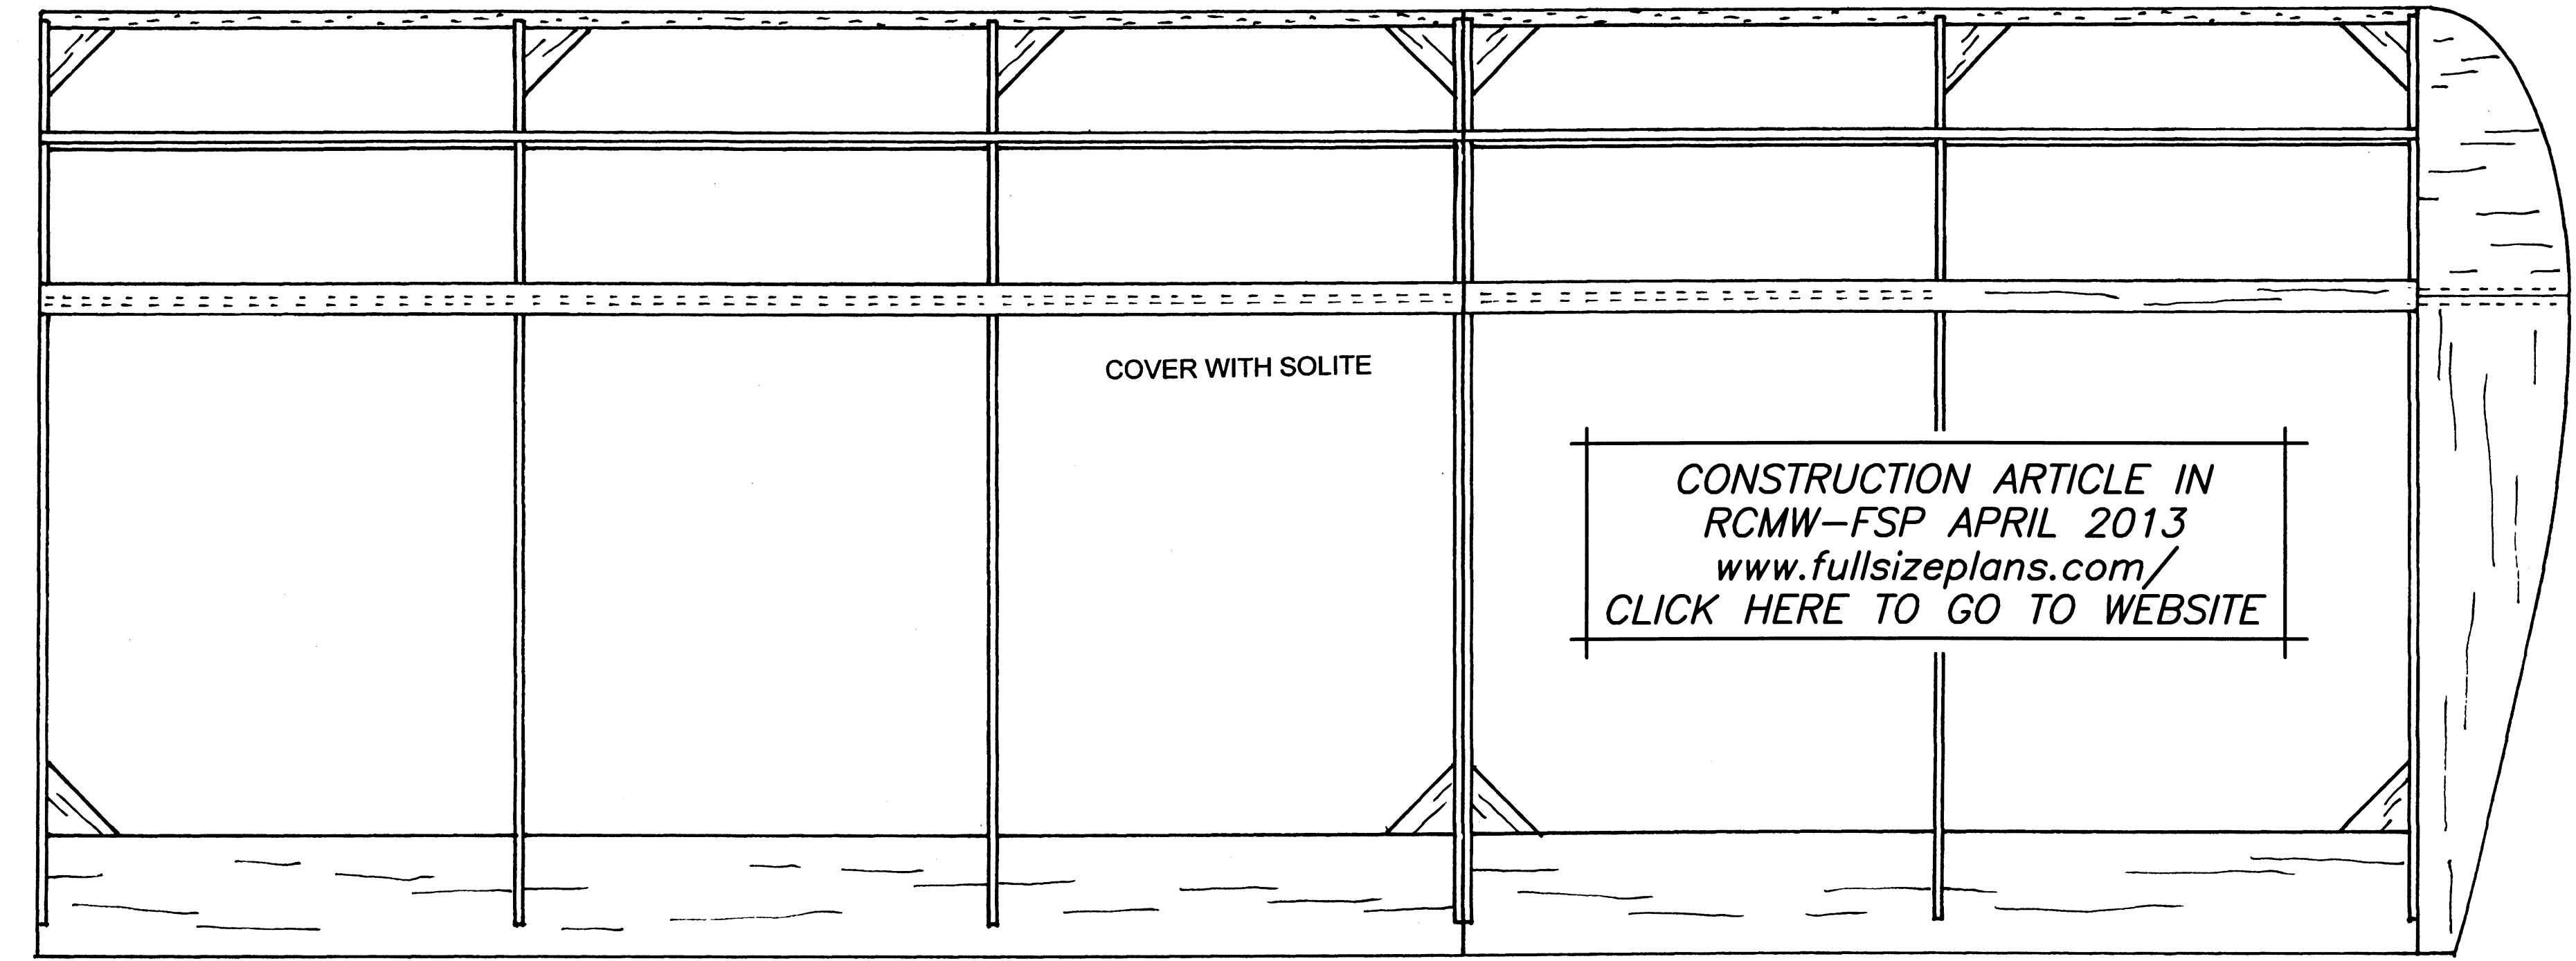 COVER WITH SOLITE
CONSTRUCTION ARTICLE IN
RCMW-FSP APRIL 2013
www.fullsizeplans.com/
CLICK HERE TO GO TO WEBSITE